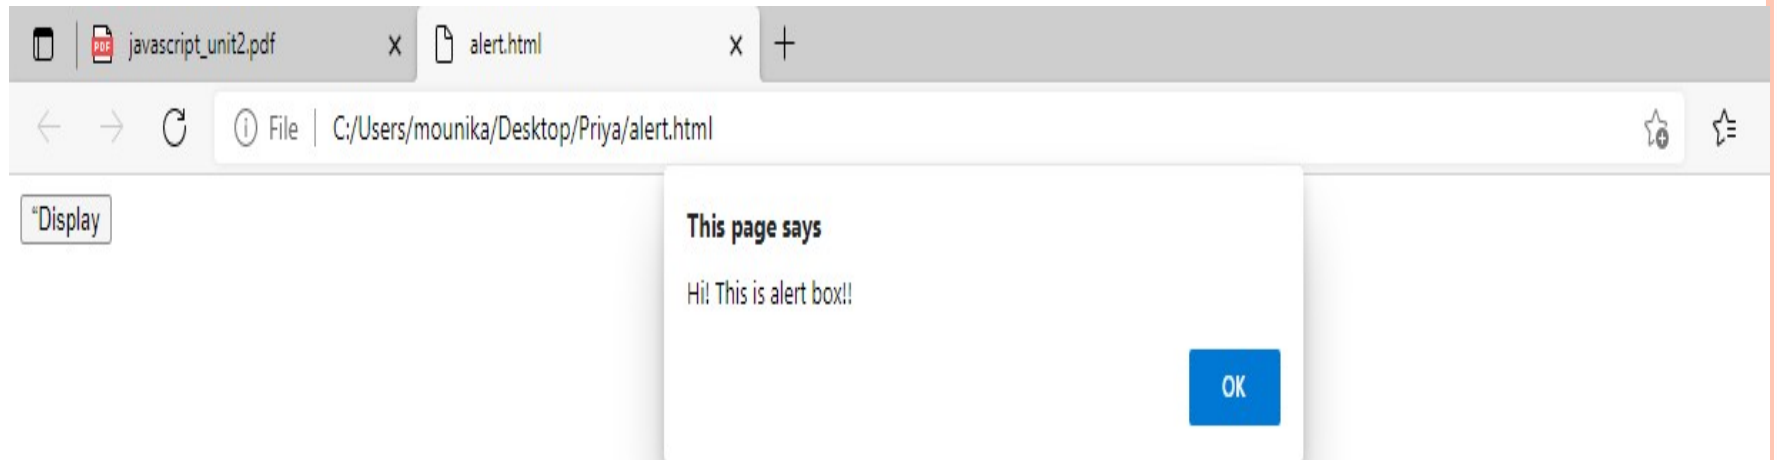 PDF javascript_unit2.pdf alert.html
File C:/Users/mounika/Desktop/Priya/alert.html
“Display
This page says
Hi! This is alert box!!
OK